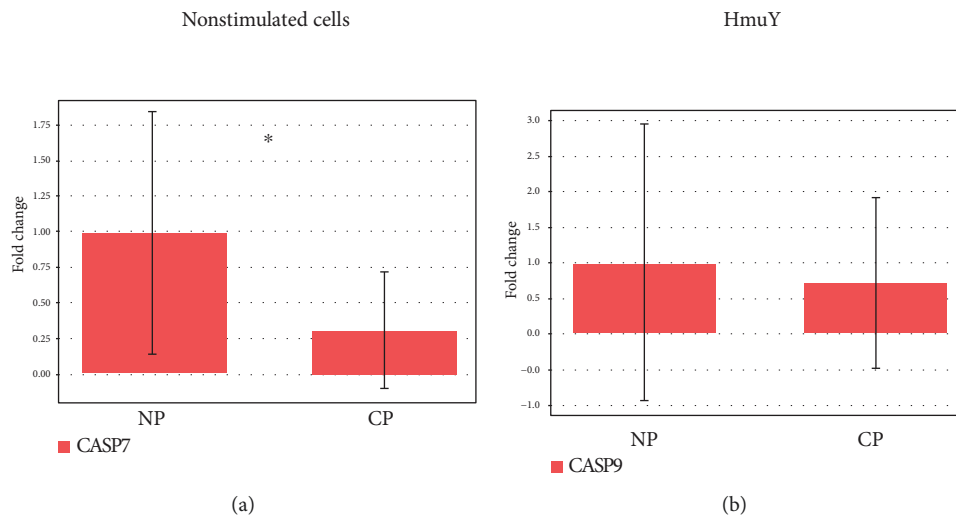 Nonstimulated cells
Fold change
1.75
1.50
1.25
1.00
0.75
0.50
0.25
0.00
*
NP
CP
CASP7
(a)
HmuY
Fold change
3.0
2.5
2.0
1.5
1.0
0.5
0.0
−0.0
−1.0
NP
CP
CASP9
(b)